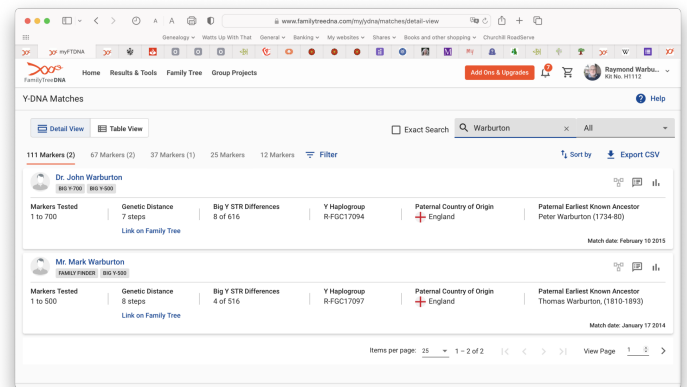 www.familytreedna.com/my/ydna/matches/detail-view
Genealogy Watts Up With That General Banking My websites Shares Books and other shopping Churchill RoadServe
myFTDNA
FamilyTreeDNA
Home Results & Tools Family Tree Group Projects
Add Ons & Upgrades
7
Raymond Warbu...
Kit No. H1112
Y-DNA Matches
Help
Detail View Table View
Exact Search Warburton × All
111 Markers (2) 67 Markers (2) 37 Markers (1) 25 Markers 12 Markers Filter
Sort by Export CSV
Dr. John Warburton
BIG Y-700 BIG Y-500
Markers Tested Genetic Distance Big Y STR Differences Y Haplogroup Paternal Country of Origin Paternal Earliest Known Ancestor
1 to 700 7 steps 8 of 616 R-FGC17094 England Peter Warburton (1734-80)
Link on Family Tree
Match date: February 10 2015
Mr. Mark Warburton
FAMILY FINDER BIG Y-500
Markers Tested Genetic Distance Big Y STR Differences Y Haplogroup Paternal Country of Origin Paternal Earliest Known Ancestor
1 to 500 8 steps 4 of 516 R-FGC17097 England Thomas Warburton, (1810-1893)
Link on Family Tree
Match date: January 17 2014
Items per page: 25 1 – 2 of 2 View Page 1